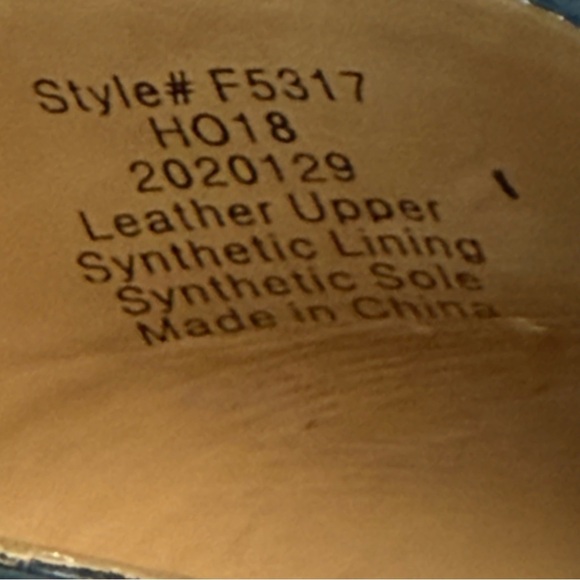 Style# F5317
HO18
2020129
Leather Upper
Synthetic Lining
Synthetic Sole
Made in China